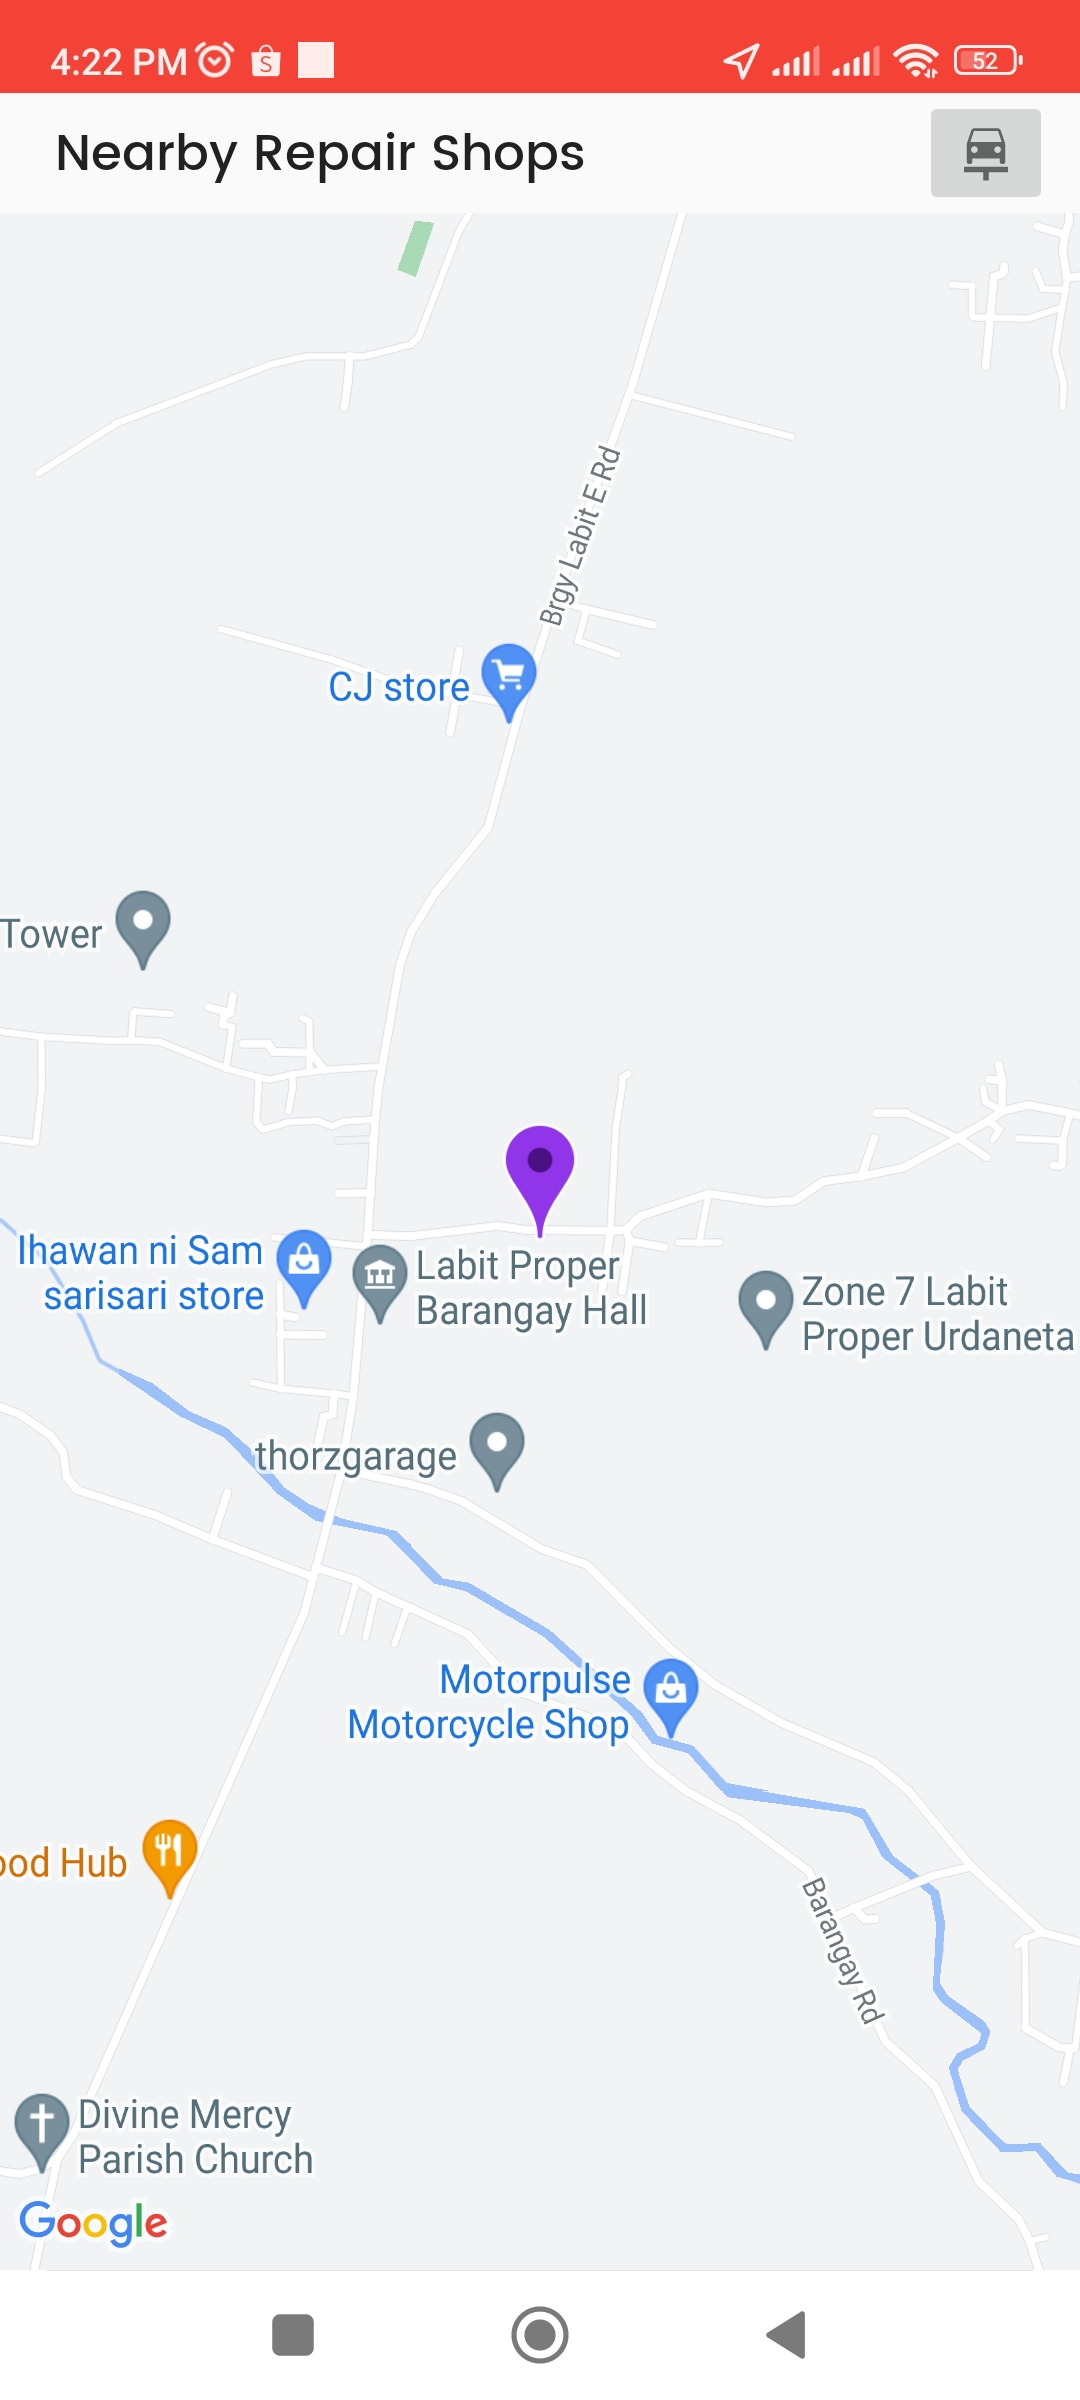 4:22 PM
52
Nearby Repair Shops
Brgy Labit E Rd
CJ store
Tower
Ihawan ni Sam
sarisari store
Labit Proper
Barangay Hall
Zone 7 Labit
Proper Urdaneta
thorzgarage
Motorpulse
Motorcycle Shop
ood Hub
Barangay Rd
Divine Mercy
Parish Church
Google